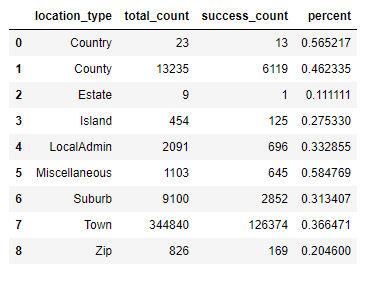 location_type total_count success_count percent
0 Country 23 13 0.565217
1 County 13235 6119 0.462335
2 Estate 9 1 0.111111
3 Island 454 125 0.275330
4 LocalAdmin 2091 696 0.332855
5 Miscellaneous 1103 645 0.584769
6 Suburb 9100 2852 0.313407
7 Town 344840 126374 0.366471
8 Zip 826 169 0.204600